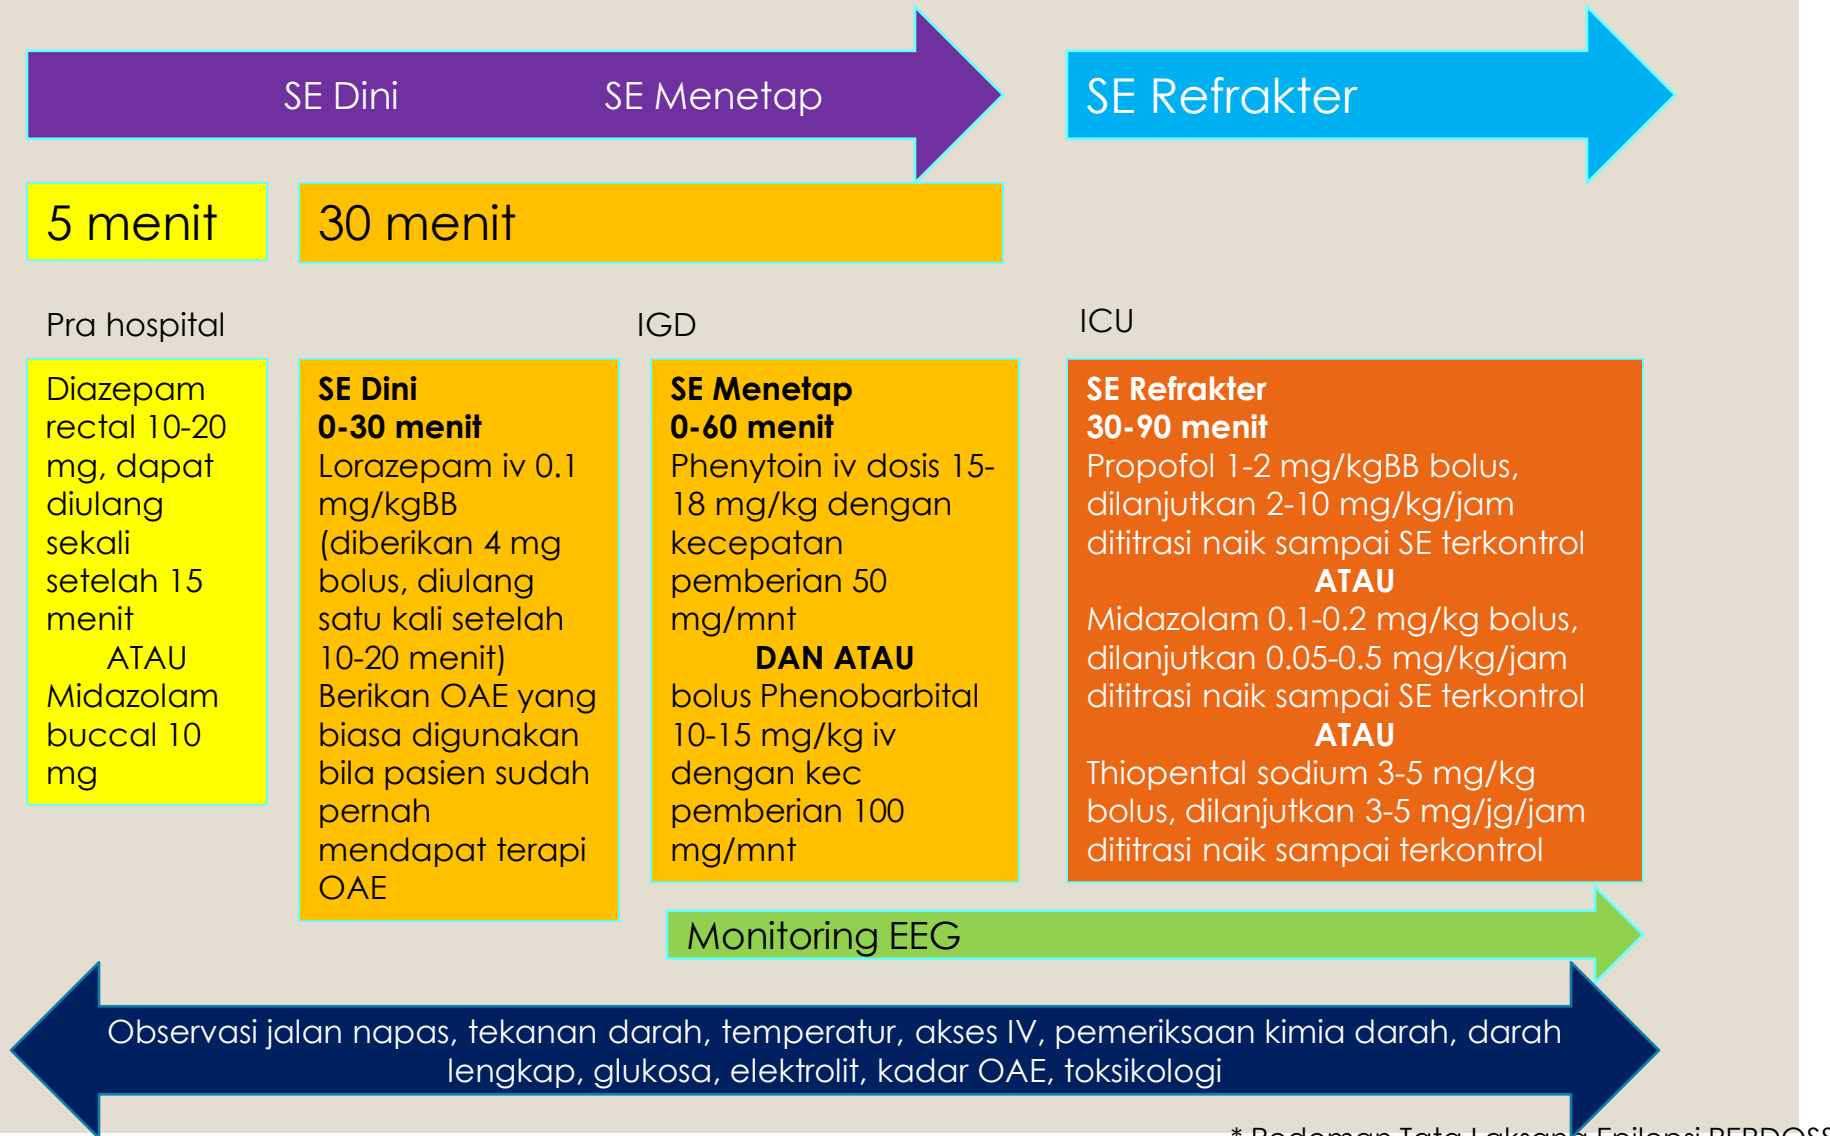 SE Dini
SE Menetap
SE Refrakter
5 menit
30 menit
Pra hospital
IGD
ICU
Diazepam
rectal 10-20
mg, dapat
diulang
sekali
setelah 15
menit
ATAU
Midazolam
buccal 10
mg
SE Dini
0-30 menit
Lorazepam iv 0.1
mg/kgBB
(diberikan 4 mg
bolus, diulang
satu kali setelah
10-20 menit)
Berikan OAE yang
biasa digunakan
bila pasien sudah
pernah
mendapat terapi
OAE
SE Menetap
0-60 menit
Phenytoin iv dosis 15-
18 mg/kg dengan
kecepatan
pemberian 50
mg/mnt
DAN ATAU
bolus Phenobarbital
10-15 mg/kg iv
dengan kec
pemberian 100
mg/mnt
SE Refrakter
30-90 menit
Propofol 1-2 mg/kgBB bolus,
dilanjutkan 2-10 mg/kg/jam
dititrasi naik sampai SE terkontrol
ATAU
Midazolam 0.1-0.2 mg/kg bolus,
dilanjutkan 0.05-0.5 mg/kg/jam
dititrasi naik sampai SE terkontrol
ATAU
Thiopental sodium 3-5 mg/kg
bolus, dilanjutkan 3-5 mg/jg/jam
dititrasi naik sampai terkontrol
Monitoring EEG
Observasi jalan napas, tekanan darah, temperatur, akses IV, pemeriksaan kimia darah, darah
lengkap, glukosa, elektrolit, kadar OAE, toksikologi
* Pedoman Tata Laksana Epilepsi